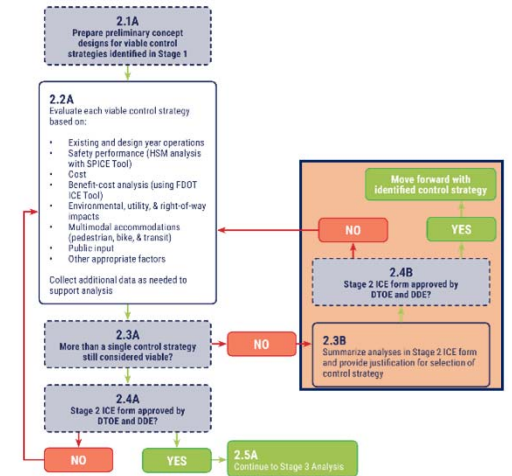 2.1A
Prepare preliminary concept
designs for viable control
strategies identified in Stage 1
2.2A
Evaluate each viable control strategy
based on:
• Existing and design year operations
• Safety performance (HSM analysis
with SPICE Tool)
• Cost
• Benefit-cost analysis (using FDOT
ICE Tool)
• Environmental, utility, & right-of-way
impacts
• Multimodal accommodations
(pedestrian, bike, & transit)
• Public input
• Other appropriate factors
Collect additional data as needed to
support analysis
2.3A
More than a single control strategy
still considered viable?
NO
2.4A
Stage 2 ICE form approved by
DTOE and DDE?
NO
YES
2.5A
Continue to Stage 3 Analysis
Move forward with
identified control strategy
NO
YES
2.4B
Stage 2 ICE form approved by
DTOE and DDE?
2.3B
Summarize analyses in Stage 2 ICE form
and provide justification for selection of
control strategy